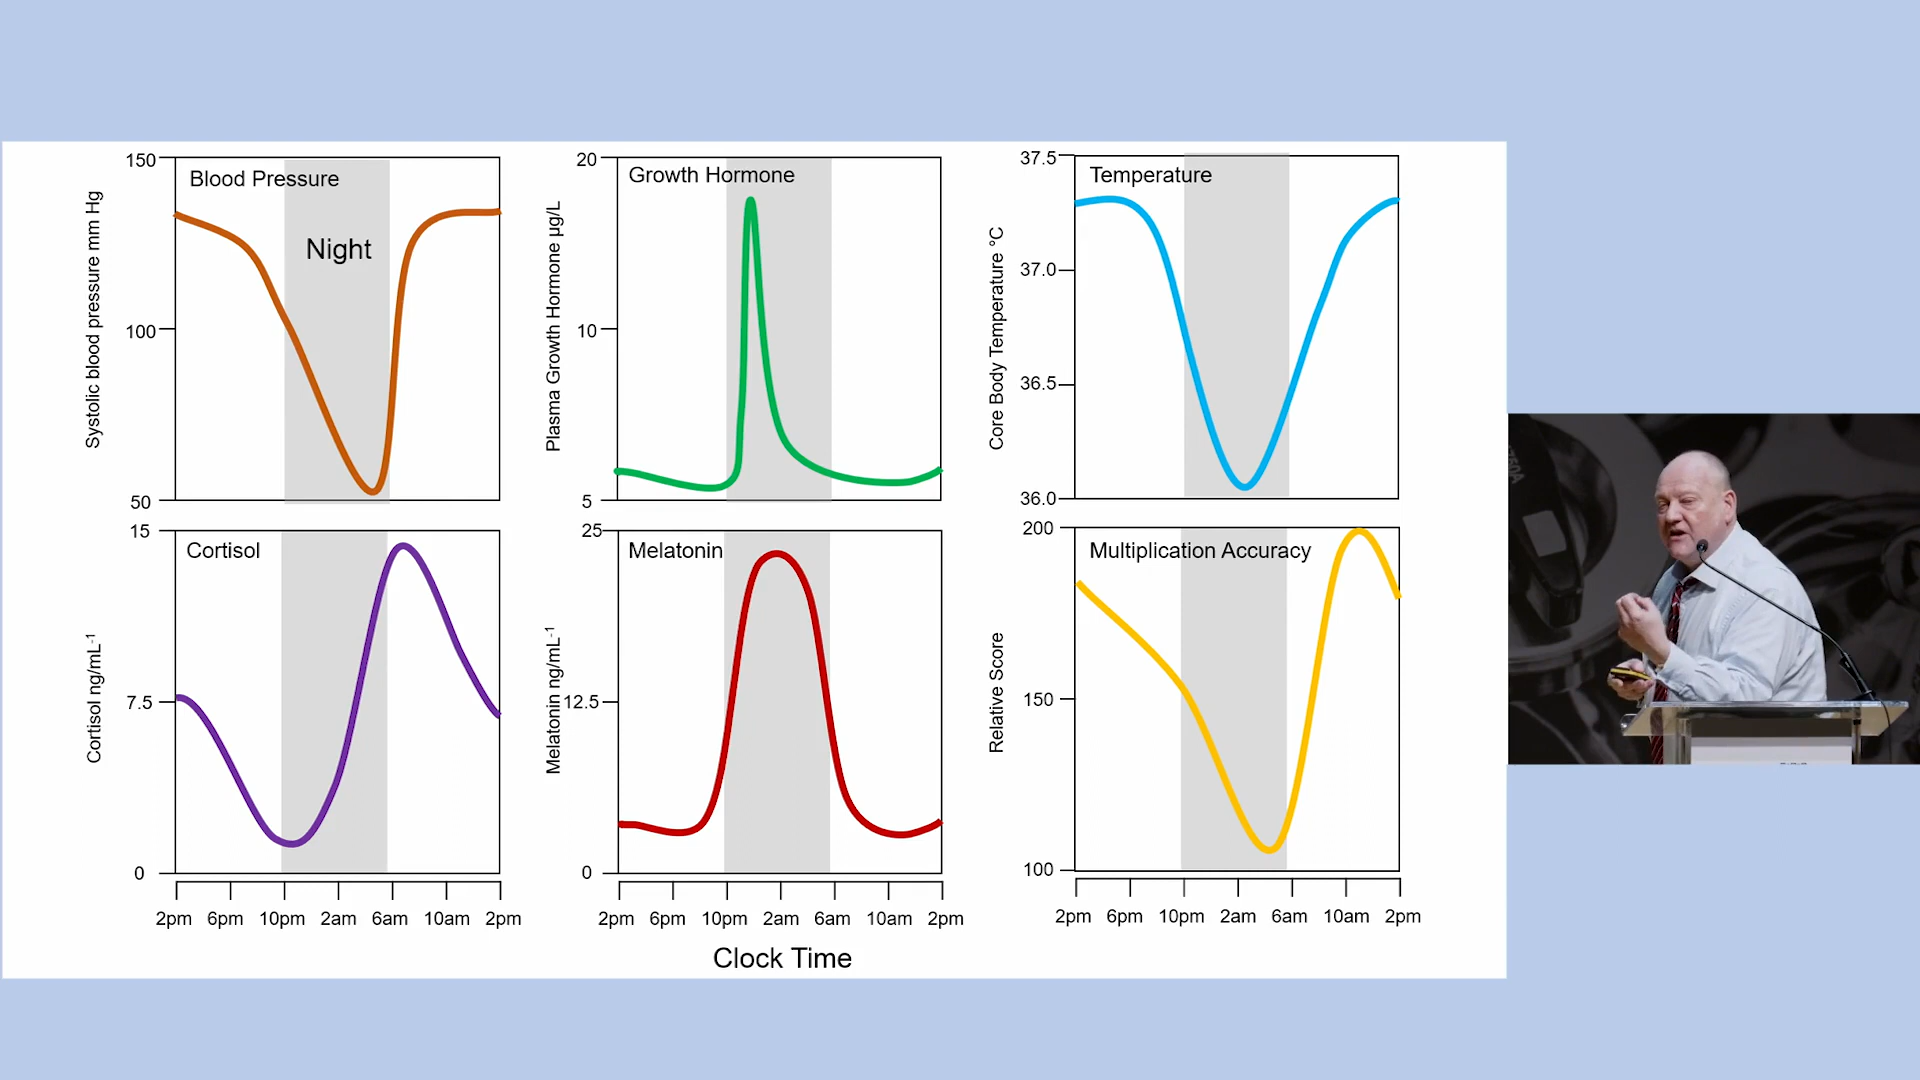 Blood Pressure
Night
Systolic blood pressure mm Hg
150
100
50
Growth Hormone
Plasma Growth Hormone µg/L
20
10
5
Temperature
Core Body Temperature °C
37.5
37.0
36.5
36.0
Cortisol
Cortisol ng/mL⁻¹
15
7.5
0
2pm 6pm 10pm 2am 6am 10am 2pm
Melatonin
Melatonin ng/mL⁻¹
25
12.5
0
2pm 6pm 10pm 2am 6am 10am 2pm
Multiplication Accuracy
Relative Score
200
150
100
2pm 6pm 10pm 2am 6am 10am 2pm
Clock Time